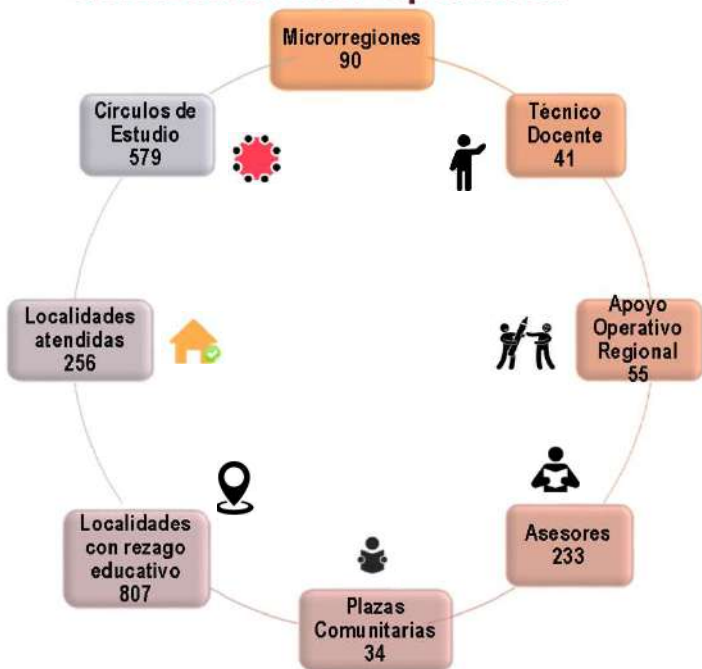 Microrregiones
90
Técnico
Docente
41
Apoyo
Operativo
Regional
55
Asesores
233
Plazas
Comunitarias
34
Localidades
con rezago
educativo
807
Localidades
atendidas
256
Círculos de
Estudio
579